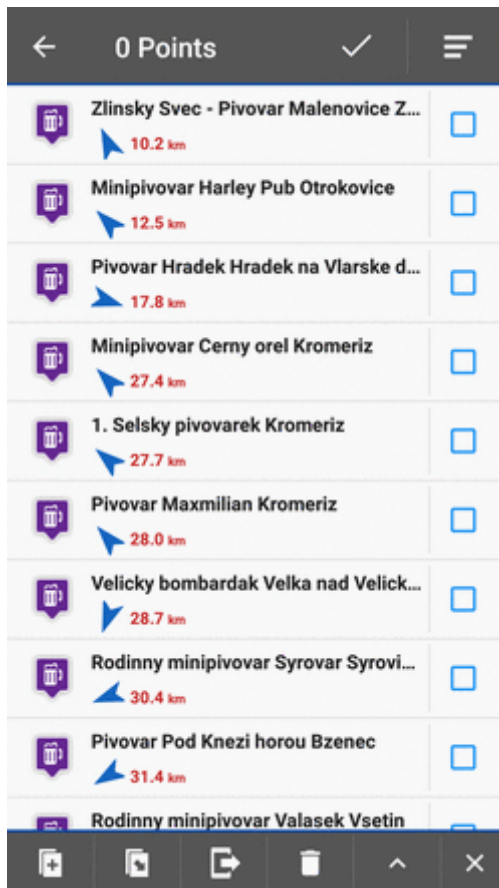 0 Points
Zlinsky Svec - Pivovar Malenovice Z...
10.2 km
Minipivovar Harley Pub Otrokovice
12.5 km
Pivovar Hradek Hradek na Vlarske d...
17.8 km
Minipivovar Cerny orel Kromeriz
27.4 km
1. Selsky pivovarek Kromeriz
27.7 km
Pivovar Maxmilian Kromeriz
28.0 km
Velicky bombardak Velka nad Velick...
28.7 km
Rodinny minipivovar Syrovar Syrovi...
30.4 km
Pivovar Pod Knezi horou Bzenec
31.4 km
Rodinny minipivovar Valasek Vsetin